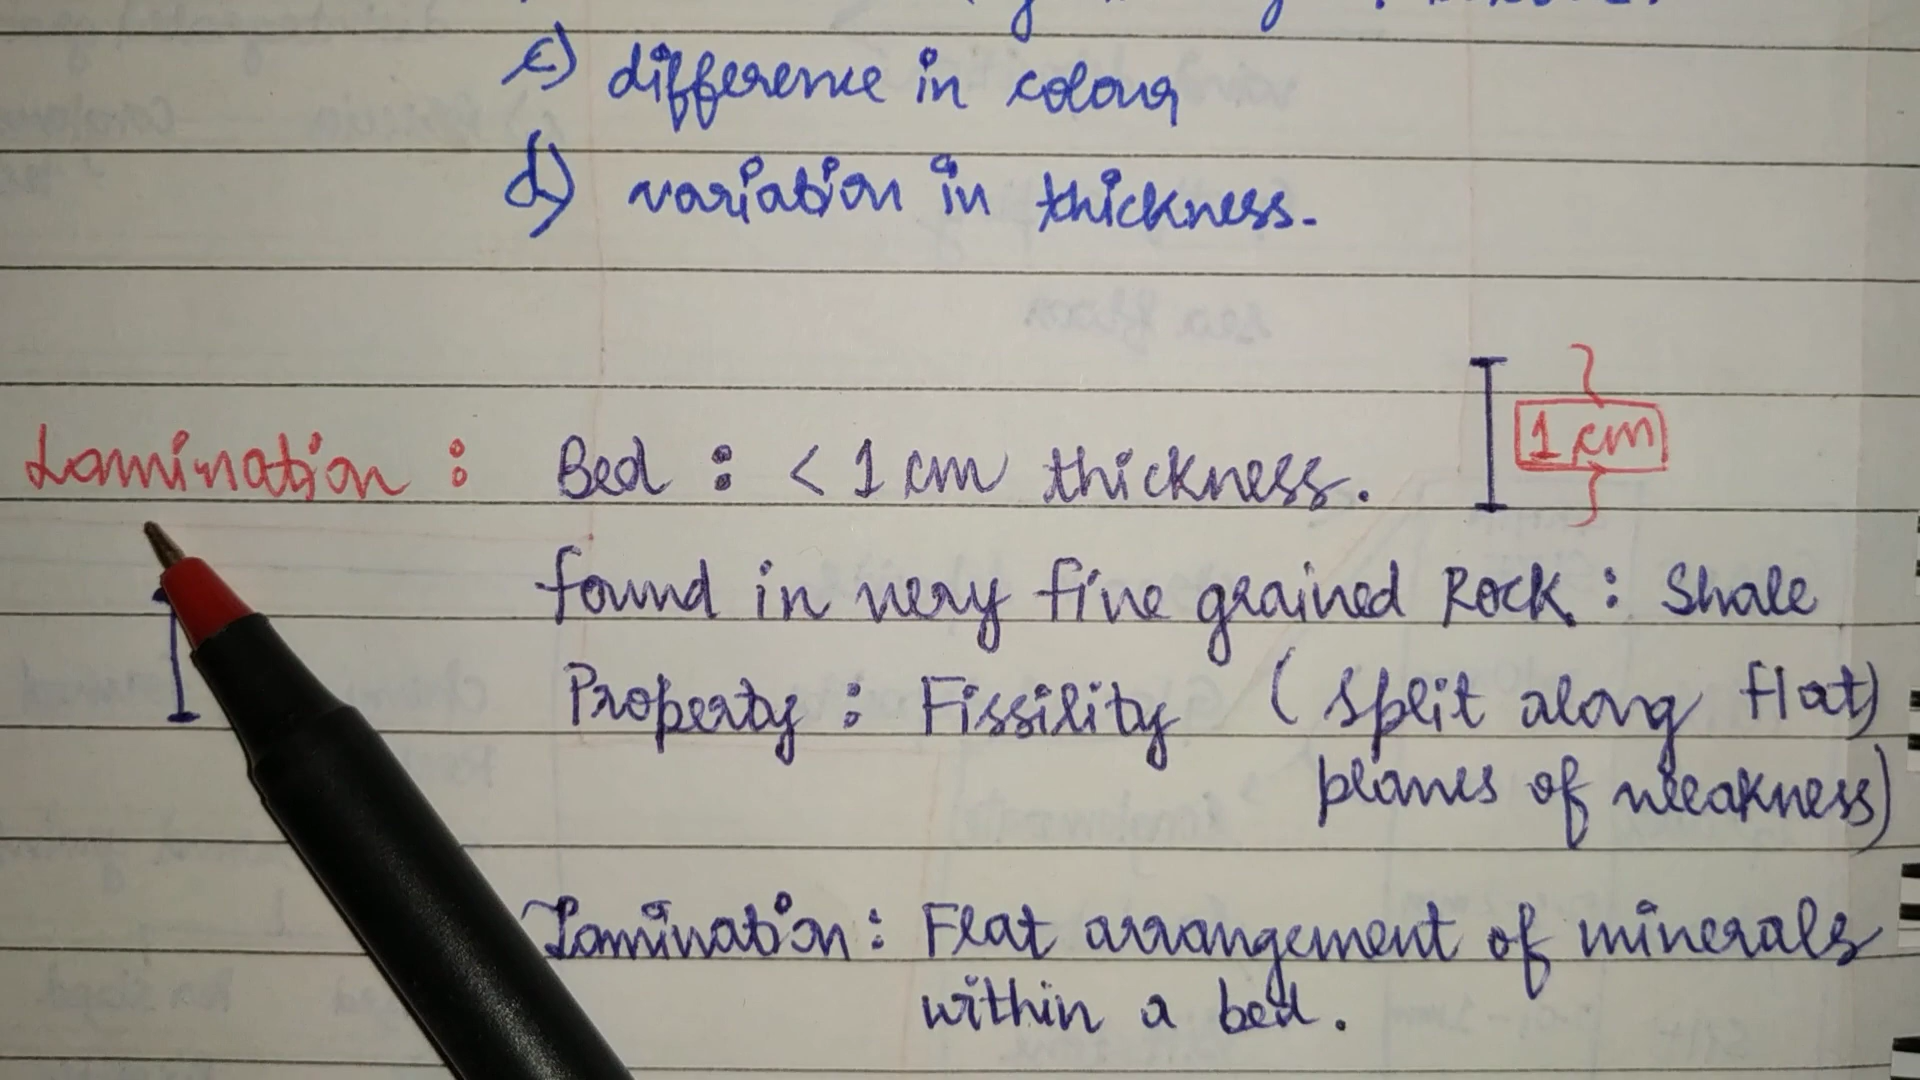 c) difference in colour
d) variation in thickness.
Lamination : Bed : < 1 cm thickness.
1 cm
found in very fine grained Rock : Shale
Property : Fissility (split along flat)
planes of weakness)
Lamination : Flat arrangement of minerals
within a bed.